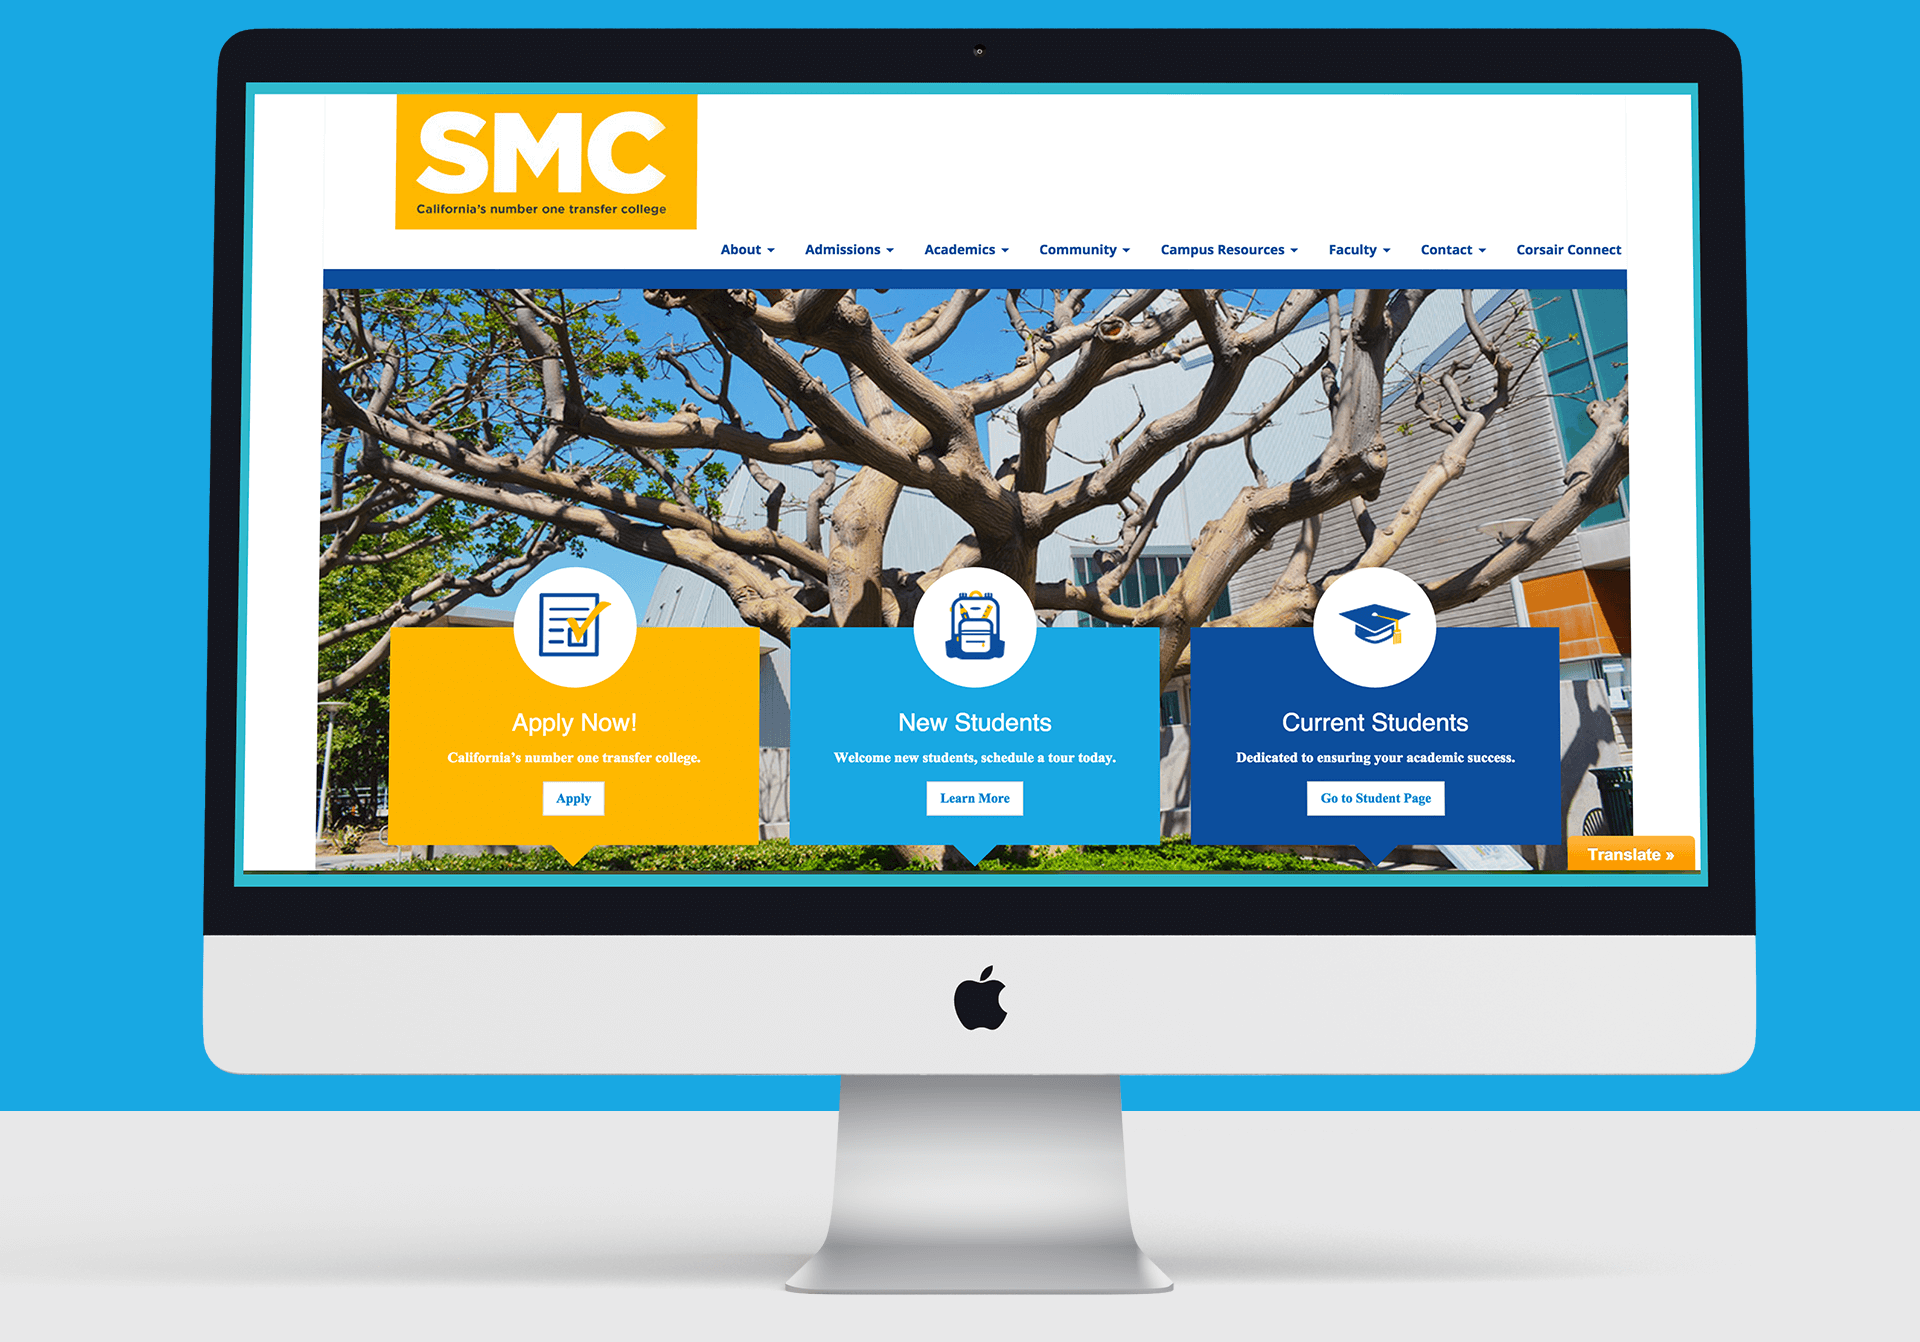 SMC
California's number one transfer college
About Admissions Academics Community Campus Resources Faculty Contact Corsair Connect
Apply Now!
California's number one transfer college.
Apply
New Students
Welcome new students, schedule a tour today.
Learn More
Current Students
Dedicated to ensuring your academic success.
Go to Student Page
Translate »